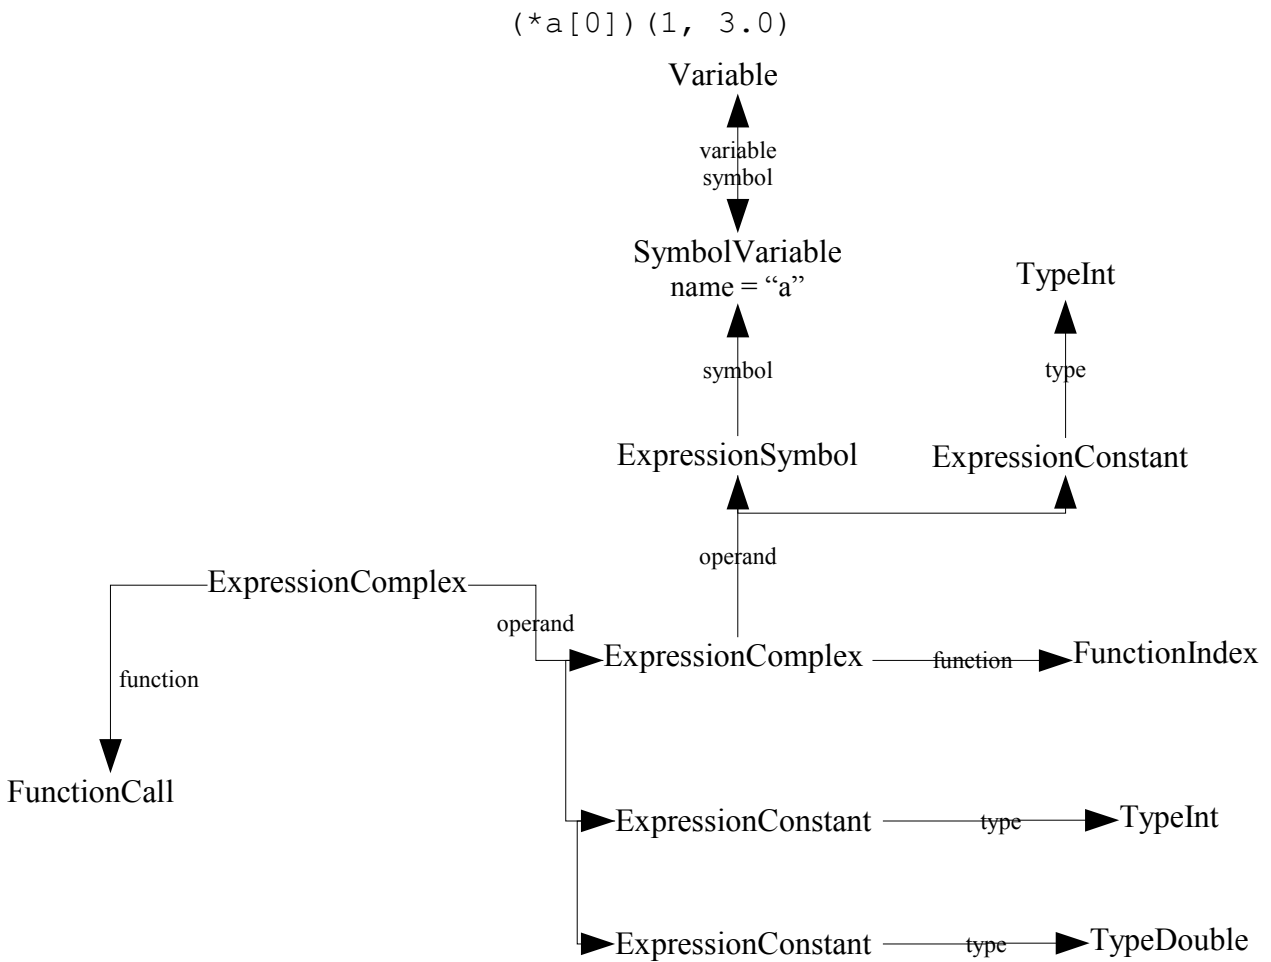 (*a[0])(1, 3.0)
Variable
variable
symbol
SymbolVariable
name = “a”
TypeInt
symbol
type
ExpressionSymbol
ExpressionConstant
operand
ExpressionComplex
operand
ExpressionComplex
function
FunctionIndex
function
FunctionCall
ExpressionConstant
type
TypeInt
ExpressionConstant
type
TypeDouble